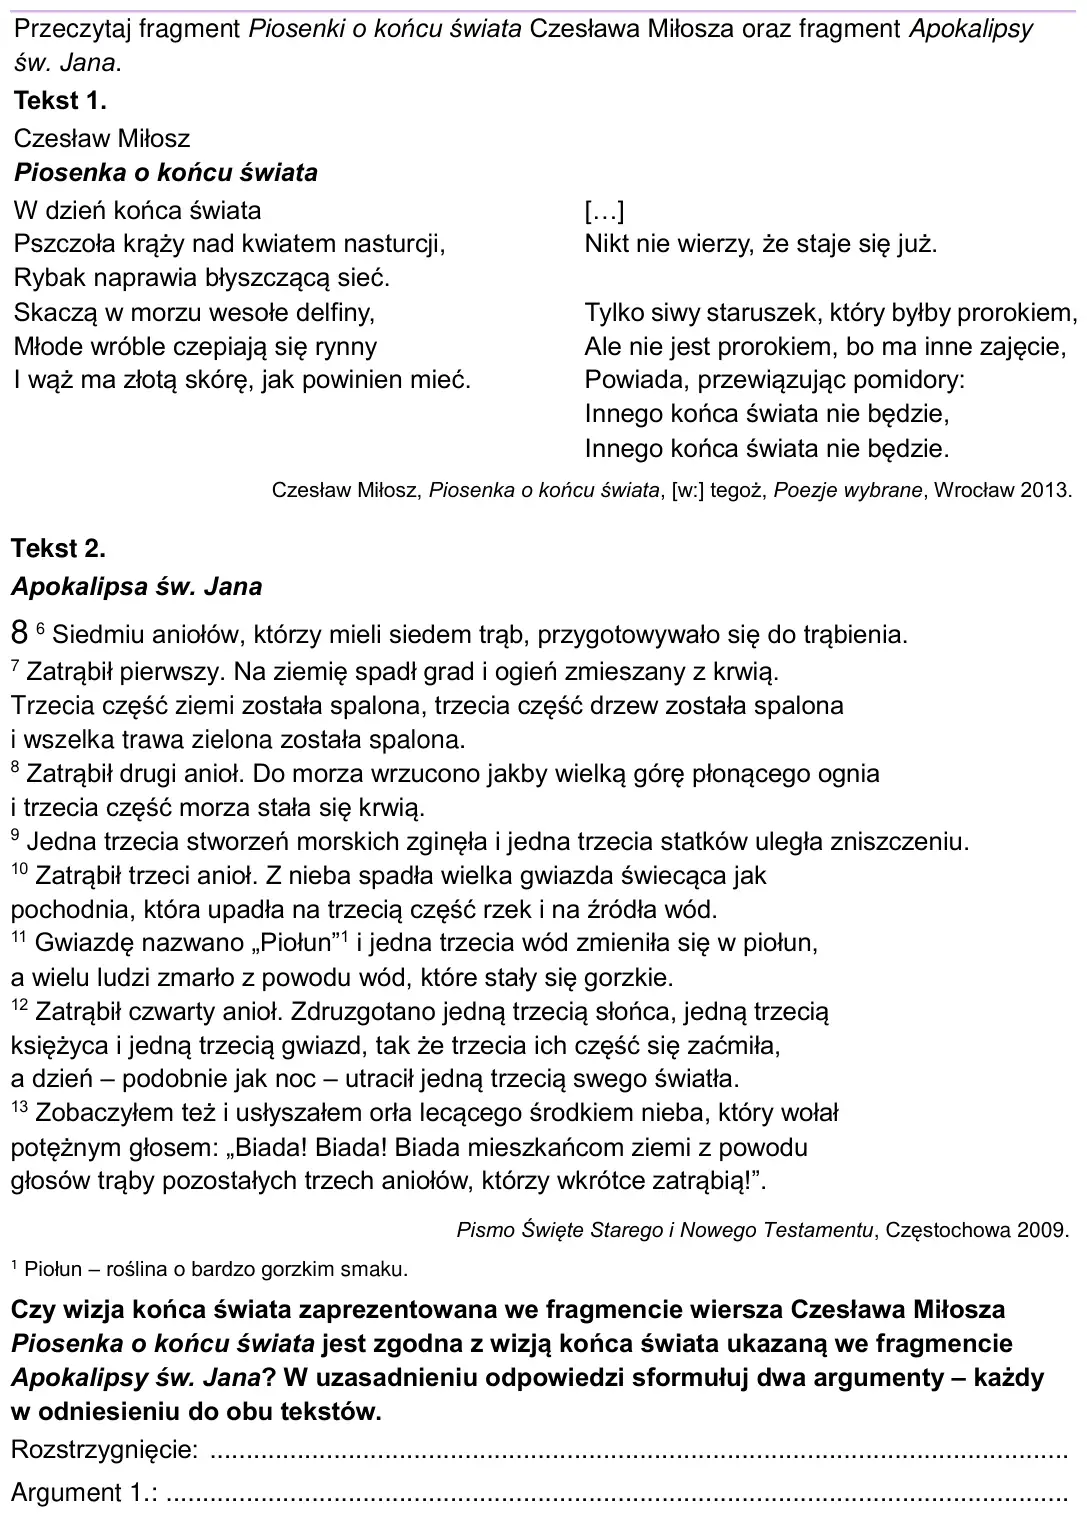 Przeczytaj fragment Piosenki o końcu świata Czesława Miłosza oraz fragment Apokalipsy
św. Jana.
Tekst 1.
Czesław Miłosz
Piosenka o końcu świata
W dzień końca świata
Pszczoła krąży nad kwiatem nasturcji,
Rybak naprawia błyszczącą sieć.
Skaczą w morzu wesołe delfiny,
Młode wróble czepiają się rynny
I wąż ma złotą skórę, jak powinien mieć.
[…]
Nikt nie wierzy, że staje się już.
Tylko siwy staruszek, który byłby prorokiem,
Ale nie jest prorokiem, bo ma inne zajęcie,
Powiada, przewiązując pomidory:
Innego końca świata nie będzie,
Innego końca świata nie będzie.
Czesław Miłosz, Piosenka o końcu świata, [w:] tegoż, Poezje wybrane, Wrocław 2013.
Tekst 2.
Apokalipsa św. Jana
8 6 Siedmiu aniołów, którzy mieli siedem trąb, przygotowywało się do trąbienia.
7 Zatrąbił pierwszy. Na ziemię spadł grad i ogień zmieszany z krwią.
Trzecia część ziemi została spalona, trzecia część drzew została spalona
i wszelka trawa zielona została spalona.
8 Zatrąbił drugi anioł. Do morza wrzucono jakby wielką górę płonącego ognia
i trzecia część morza stała się krwią.
9 Jedna trzecia stworzeń morskich zginęła i jedna trzecia statków uległa zniszczeniu.
10 Zatrąbił trzeci anioł. Z nieba spadła wielka gwiazda świecąca jak
pochodnia, która upadła na trzecią część rzek i na źródła wód.
11 Gwiazdę nazwano „Piołun”1 i jedna trzecia wód zmieniła się w piołun,
a wielu ludzi zmarło z powodu wód, które stały się gorzkie.
12 Zatrąbił czwarty anioł. Zdruzgotano jedną trzecią słońca, jedną trzecią
księżyca i jedną trzecią gwiazd, tak że trzecia ich część się zaćmiła,
a dzień – podobnie jak noc – utracił jedną trzecią swego światła.
13 Zobaczyłem też i usłyszałem orła lecącego środkiem nieba, który wołał
potężnym głosem: „Biada! Biada! Biada mieszkańcom ziemi z powodu
głosów trąby pozostałych trzech aniołów, którzy wkrótce zatrąbią!”.
Pismo Święte Starego i Nowego Testamentu, Częstochowa 2009.
1 Piołun – roślina o bardzo gorzkim smaku.
Czy wizja końca świata zaprezentowana we fragmencie wiersza Czesława Miłosza
Piosenka o końcu świata jest zgodna z wizją końca świata ukazaną we fragmencie
Apokalipsy św. Jana? W uzasadnieniu odpowiedzi sformułuj dwa argumenty – każdy
w odniesieniu do obu tekstów.
Rozstrzygnięcie: ........................................................................................................................
Argument 1.: ..............................................................................................................................